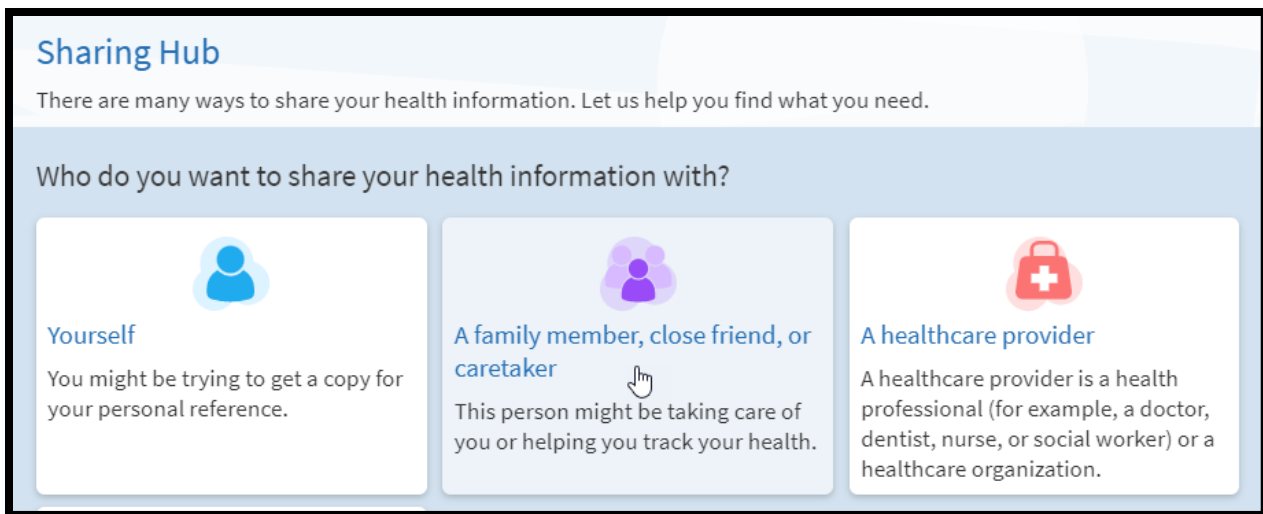 Sharing Hub
There are many ways to share your health information. Let us help you find what you need.
Who do you want to share your health information with?
Yourself
You might be trying to get a copy for
your personal reference.
A family member, close friend, or
caretaker
This person might be taking care of
you or helping you track your health.
A healthcare provider
A healthcare provider is a health
professional (for example, a doctor,
dentist, nurse, or social worker) or a
healthcare organization.